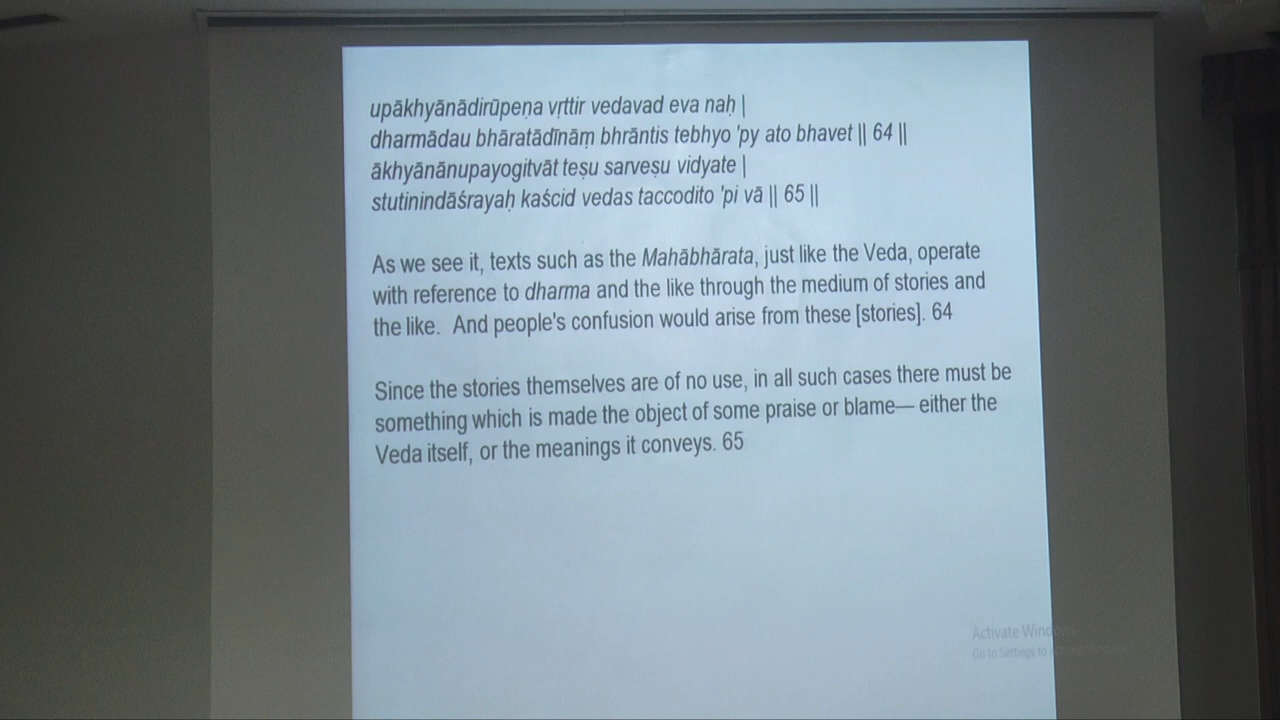 upākhyānādirūpeṇa vṛttir vedavad eva naḥ |
dharmādau bhāratādīnāṃ bhrāntis tebhyo 'py ato bhavet || 64 ||
ākhyānānupayogitvāt teṣu sarveṣu vidyate |
stutinindāśrayaḥ kaścid vedas taccodito 'pi vā || 65 ||
As we see it, texts such as the Mahābhārata, just like the Veda, operate
with reference to dharma and the like through the medium of stories and
the like. And people's confusion would arise from these [stories]. 64
Since the stories themselves are of no use, in all such cases there must be
something which is made the object of some praise or blame— either the
Veda itself, or the meanings it conveys. 65
Activate
Go to Settings to